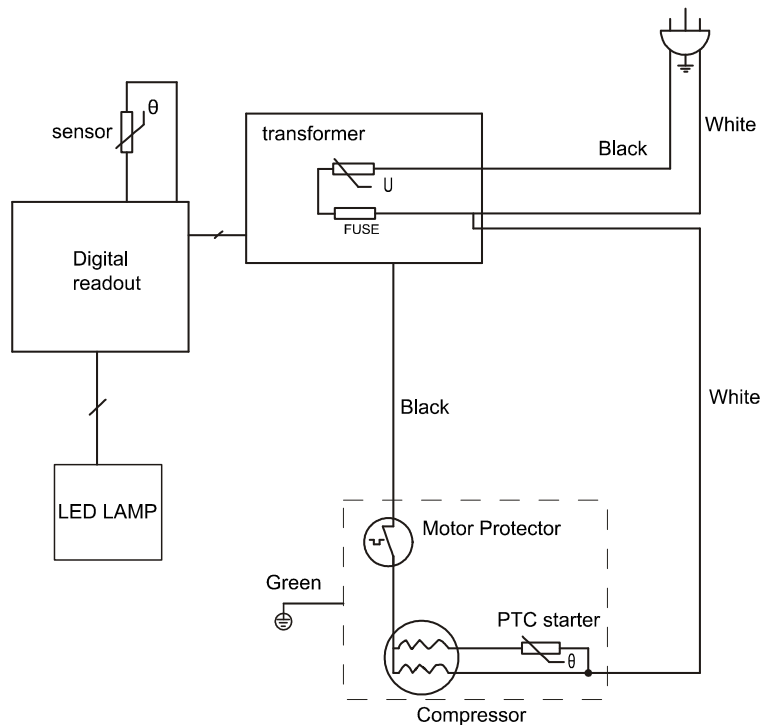 White
Black
sensor
θ
transformer
U
FUSE
Digital
readout
White
Black
LED LAMP
Motor Protector
Green
PTC starter
θ
Compressor